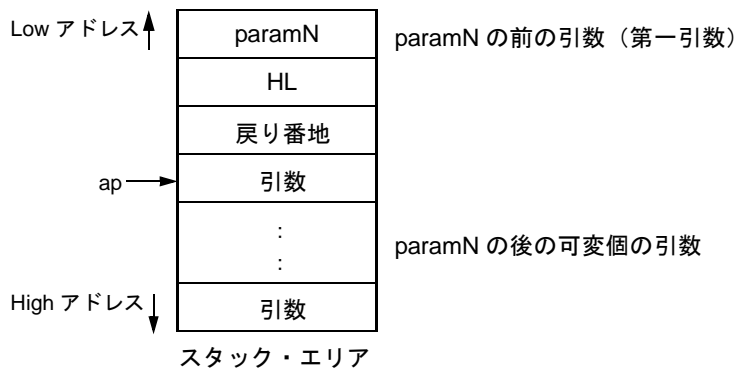 Low アドレス
paramN
paramN の前の引数（第一引数）
HL
戻り番地
ap
引数
:
:
paramN の後の可変個の引数
High アドレス
引数
スタック・エリア